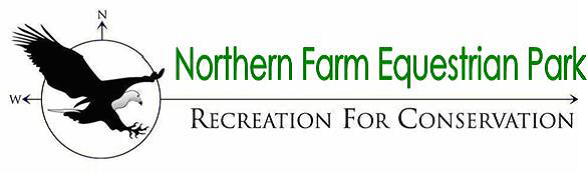 N
Northern Farm Equestrian Park
W
RECREATION FOR CONSERVATION